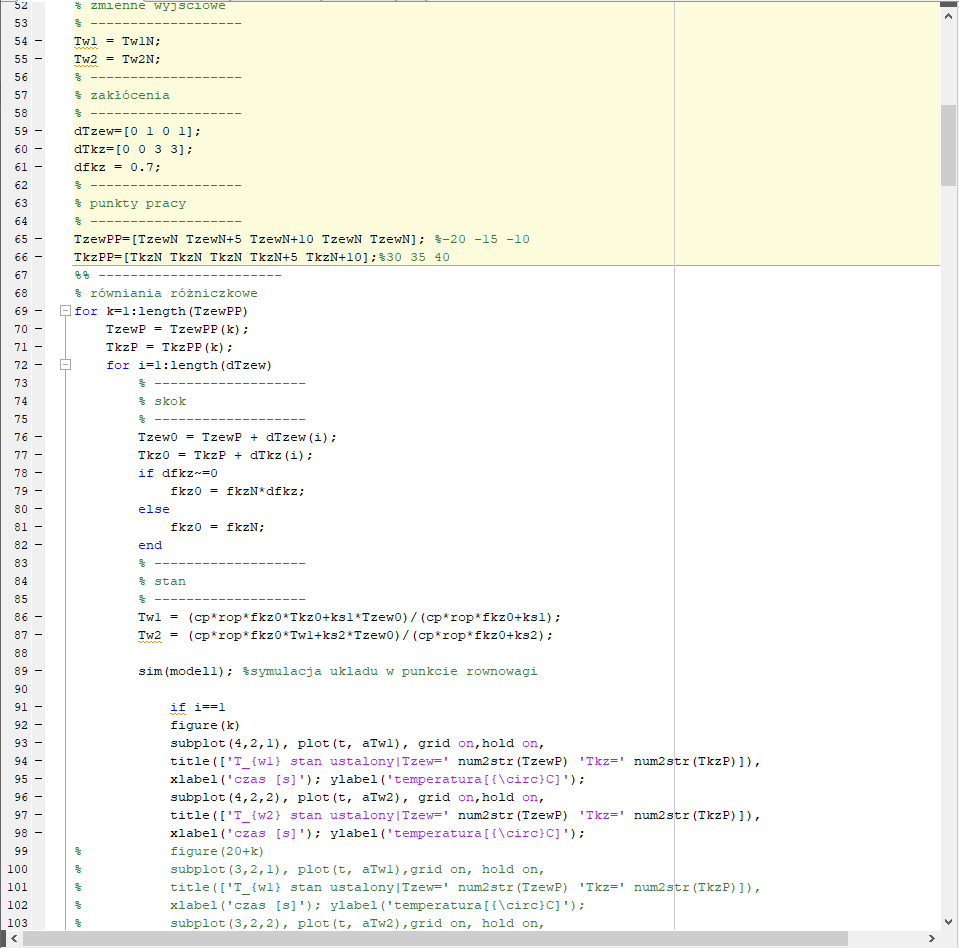 52 % zmienne wyjsciowe
53 % -------------------
54 – Tw1 = Tw1N;
55 – Tw2 = Tw2N;
56 % -------------------
57 % zakłócenia
58 % -------------------
59 – dTzew=[0 1 0 1];
60 – dTkz=[0 0 3 3];
61 – dfkz = 0.7;
62 % -------------------
63 % punkty pracy
64 % -------------------
65 – TzewPP=[TzewN TzewN+5 TzewN+10 TzewN TzewN]; %-20 -15 -10
66 – TkzPP=[TkzN TkzN TkzN TkzN+5 TkzN+10];%30 35 40
67 %% -----------------------
68 % równiania różniczkowe
69 – for k=1:length(TzewPP)
70 – TzewP = TzewPP(k);
71 – TkzP = TkzPP(k);
72 – for i=1:length(dTzew)
73 % -------------------
74 % skok
75 % -------------------
76 – Tzew0 = TzewP + dTzew(i);
77 – Tkz0 = TkzP + dTkz(i);
78 – if dfkz~=0
79 – fkz0 = fkzN*dfkz;
80 – else
81 – fkz0 = fkzN;
82 – end
83 % -------------------
84 % stan
85 % -------------------
86 – Tw1 = (cp*rop*fkz0*Tkz0+ks1*Tzew0)/(cp*rop*fkz0+ks1);
87 – Tw2 = (cp*rop*fkz0*Tw1+ks2*Tzew0)/(cp*rop*fkz0+ks2);
88
89 – sim(model1); %symulacja ukladu w punkcie rownowagi
90
91 – if i==1
92 – figure(k)
93 – subplot(4,2,1), plot(t, aTw1), grid on,hold on,
94 – title(['T_{w1} stan ustalony|Tzew=' num2str(TzewP) 'Tkz=' num2str(TkzP)]),
95 – xlabel('czas [s]'); ylabel('temperatura[{\circ}C]');
96 – subplot(4,2,2), plot(t, aTw2), grid on,hold on,
97 – title(['T_{w2} stan ustalony|Tzew=' num2str(TzewP) 'Tkz=' num2str(TkzP)]),
98 – xlabel('czas [s]'); ylabel('temperatura[{\circ}C]');
99 % figure(20+k)
100 % subplot(3,2,1), plot(t, aTw1),grid on, hold on,
101 % title(['T_{w1} stan ustalony|Tzew=' num2str(TzewP) 'Tkz=' num2str(TkzP)]),
102 % xlabel('czas [s]'); ylabel('temperatura[{\circ}C]');
103 % subplot(3,2,2), plot(t, aTw2),grid on, hold on,